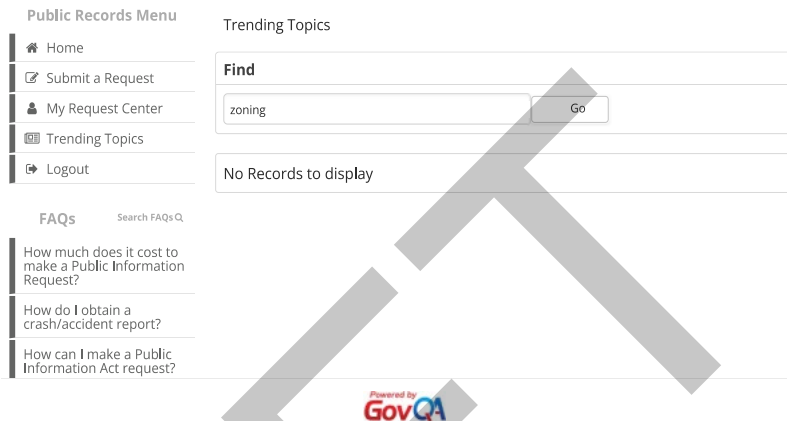 Public Records Menu
Home
Submit a Request
My Request Center
Trending Topics
Logout
FAQs
Search FAQs
How much does it cost to
make a Public Information
Request?
How do I obtain a
crash/accident report?
How can I make a Public
Information Act request?
Trending Topics
Find
zoning
Go
No Records to display
Powered by
GovQA